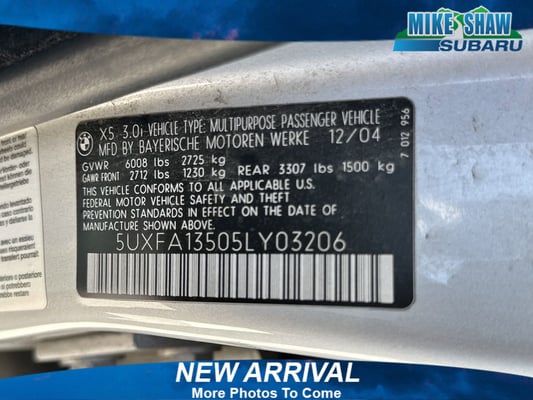 MIKE SHAW
SUBARU
X5 3.0i VEHICLE TYPE: MULTIPURPOSE PASSENGER VEHICLE
MFD BY BAYERISCHE MOTOREN WERKE 12/04
GVWR 6008 lbs 2725 kg
GAWR FRONT 2712 lbs 1230 kg REAR 3307 lbs 1500 kg
THIS VEHICLE CONFORMS TO ALL APPLICABLE U.S.
FEDERAL MOTOR VEHICLE SAFETY AND THEFT
PREVENTION STANDARDS IN EFFECT ON THE DATE OF
MANUFACTURE SHOWN ABOVE.
5UXFA13505LY03206
7 012 956
NEW ARRIVAL
More Photos To Come